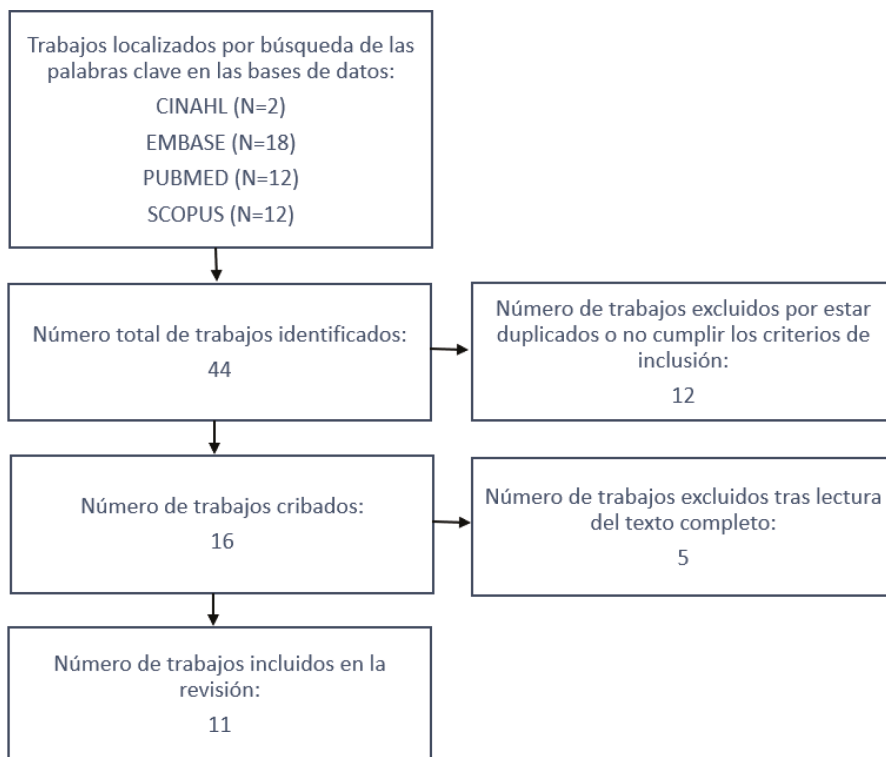 Trabajos localizados por búsqueda de las
palabras clave en las bases de datos:
CINAHL (N=2)
EMBASE (N=18)
PUBMED (N=12)
SCOPUS (N=12)
Número total de trabajos identificados:
44
Número de trabajos excluidos por estar
duplicados o no cumplir los criterios de
inclusión:
12
Número de trabajos cribados:
16
Número de trabajos excluidos tras lectura
del texto completo:
5
Número de trabajos incluidos en la
revisión:
11